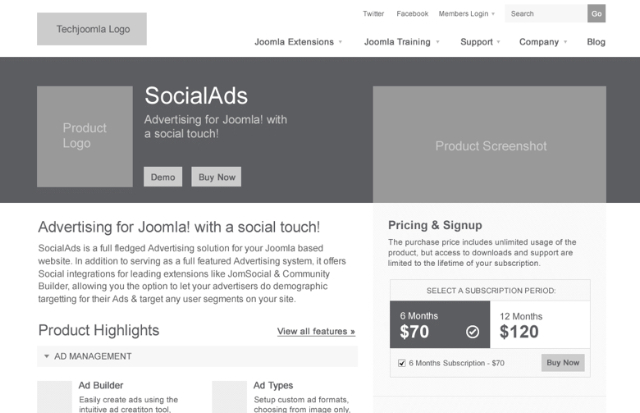 Twitter Facebook Members Login Search Go
Techjoomla Logo
Joomla Extensions Joomla Training Support Company Blog
Product
Logo
SocialAds
Advertising for Joomla! with
a social touch!
Demo Buy Now
Product Screenshot
Advertising for Joomla! with a social touch!
SocialAds is a full fledged Advertising solution for your Joomla based
website. In addition to serving as a full featured Advertising system, it offers
Social integrations for leading extensions like JomSocial & Community
Builder, allowing you the option to let your advertisers do demographic
targetting for their Ads & target any user segments on your site.
Product Highlights View all features »
AD MANAGEMENT
Ad Builder
Easily create ads using the
intuitive ad creatiton tool,
Ad Types
Setup custom ad formats,
choosing from image only,
Pricing & Signup
The purchase price includes unlimited usage of the
product, but access to downloads and support are
limited to the lifetime of your subscription.
SELECT A SUBSCRIPTION PERIOD:
6 Months
$70
12 Months
$120
6 Months Subscription - $70 Buy Now